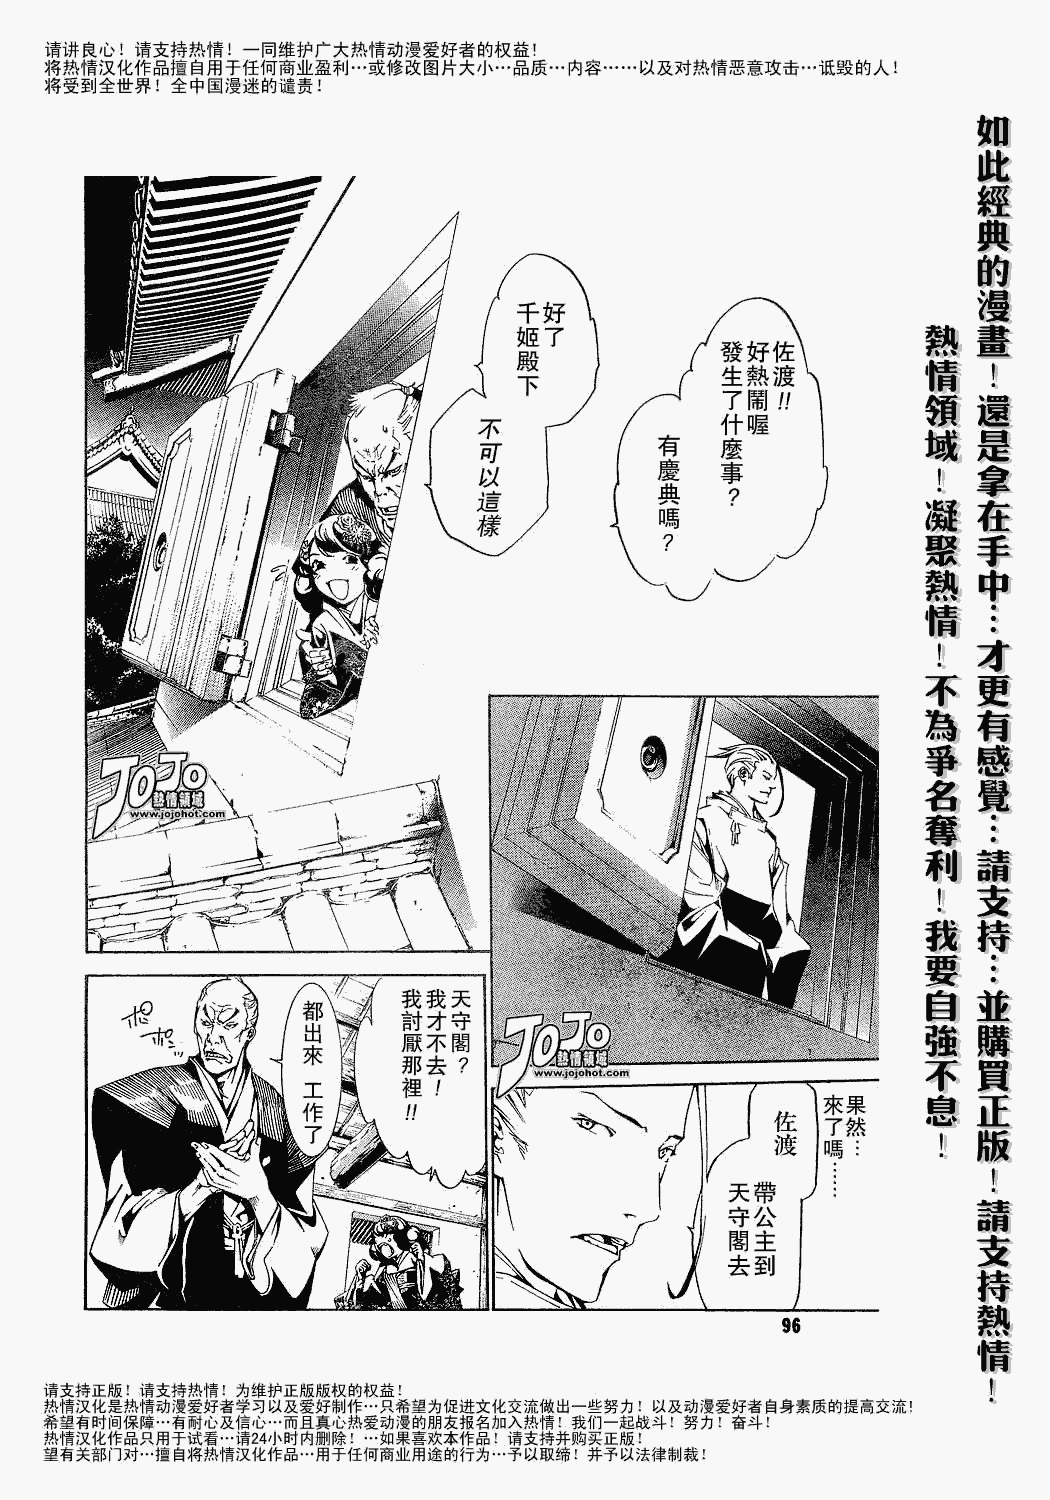 请讲良心！请支持热情！一同维护广大热情动漫爱好者的权益！
将热情汉化作品擅自用于任何商业盈利…或修改图片大小…品质…内容……以及对热情恶意攻击…诋毁的人！
将受到全世界！全中国漫迷的谴责！
如此經典的漫畫！還是拿在手中…才更有感覺…請支持…並購買正版！請支持熱情！
熱情領域！凝聚熱情！不為爭名奪利！我要自強不息！
佐渡!!
好熱鬧喔
發生了什麼事？
有慶典嗎？
好了
千姬殿下
不可以這樣
JoJo
熱情領域
www.jojohot.com
JoJo
熱情領域
www.jojohot.com
果然…
來了嗎……
佐渡
帶公主到
天守閣去
天守閣？
我才不去！
我討厭那裡!!
都出來 工作了
ポポ
96
请支持正版！请支持热情！为维护正版版权的权益！
热情汉化是热情动漫爱好者学习以及爱好制作…只希望为促进文化交流做出一些努力！以及动漫爱好者自身素质的提高交流！
希望有时间保障…有耐心及信心…而且真心热爱动漫的朋友报名加入热情！我们一起战斗！努力！奋斗！
热情汉化作品只用于试看…请24小时内删除！…如果喜欢本作品！请支持并购买正版！
望有关部门对…擅自将热情汉化作品…用于任何商业用途的行为…予以取缔！并予以法律制裁！